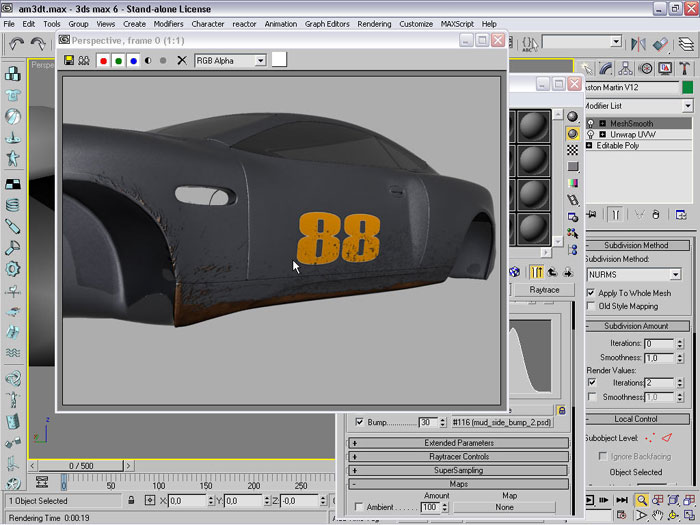 am3dt.max - 3ds max 6 - Stand-alone License
File Edit Tools Group Views Create Modifiers Character reactor Animation Graph Editors Rendering Customize MAXScript Help
Perspective, frame 0 (1:1)
RGB Alpha
Persp
ston Martin V12
Modifier List
MeshSmooth
Unwrap UVW
Editable Poly
88
Subdivision Method
Subdivision Method:
NURMS
Apply To Whole Mesh
Old Style Mapping
Raytrace
Subdivision Amount
Iterations: 0
Smoothness: 1,0
Render Values:
Iterations: 2
Smoothness: 1,0
Local Control
Subobject Level:
Ignore Backfacing
Object Selected
Bump 30 #116 (mud_side_bump_2.psd)
Extended Parameters
Raytracer Controls
SuperSampling
Maps
Amount Map
Ambient 100 None
0 / 500
0 50 100 150 200 250
1 Object Selected X: 0,0 Y: 0,0 Z: -0,0
Rendering Time 0:00:19